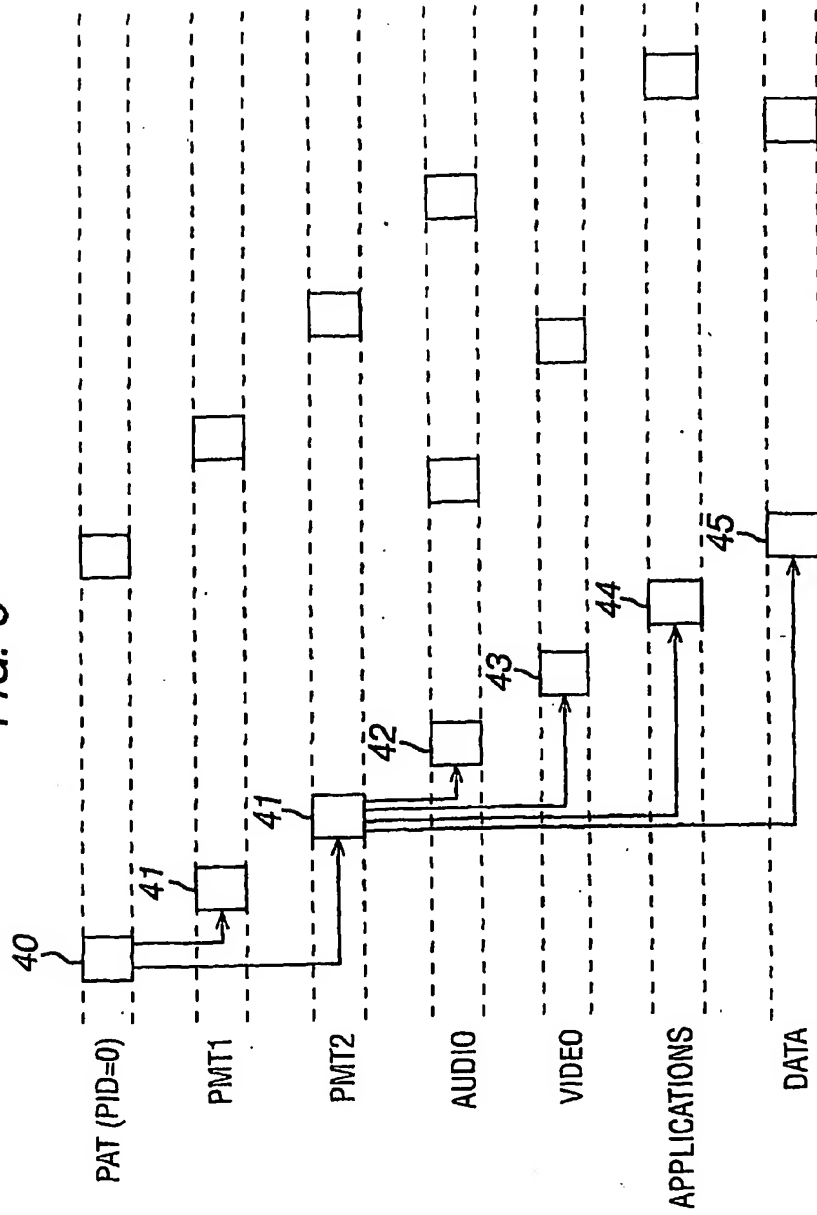 PAT (PID=0)
40
PMT1
41
PMT2
41
AUDIO
42
VIDEO
43
APPLICATIONS
44
DATA
45